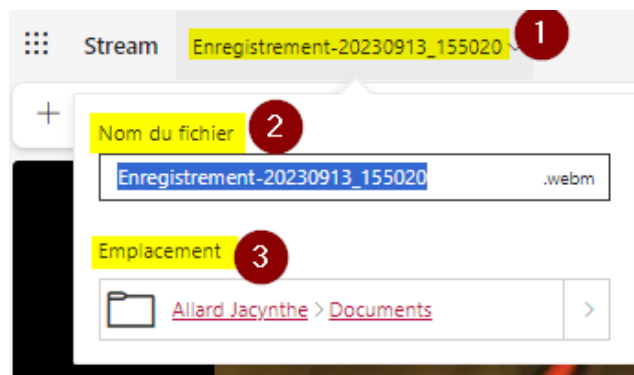 Stream Enregistrement-20230913_155020 1
Nom du fichier 2
Enregistrement-20230913_155020 .webm
Emplacement 3
Allard Jacynthe > Documents >